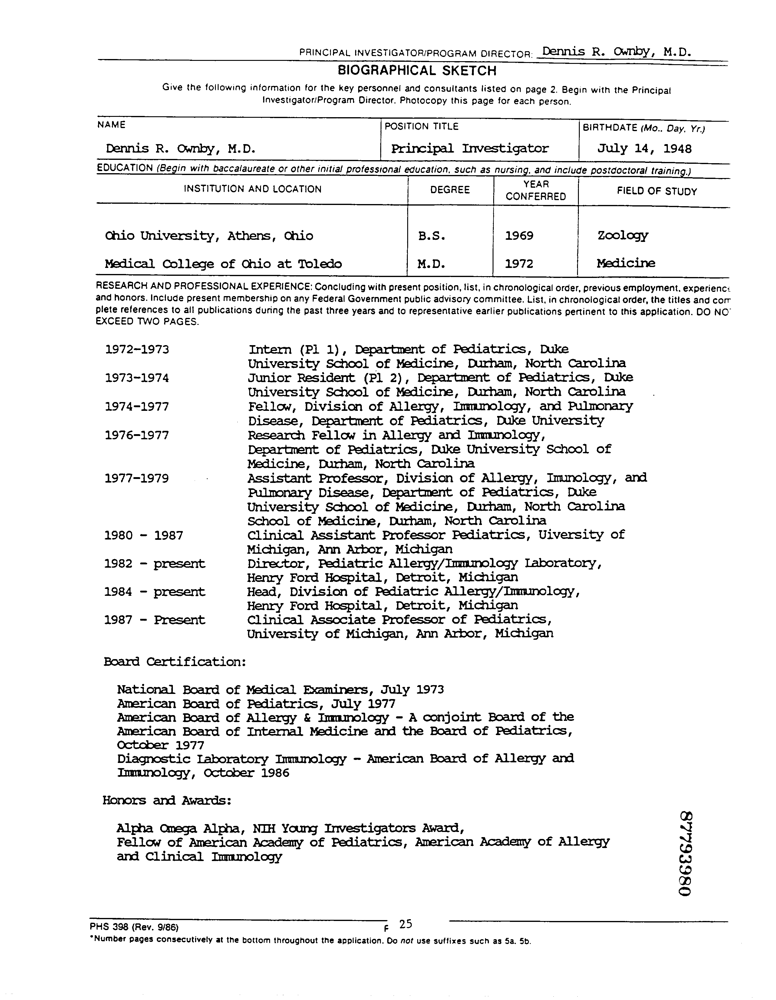 PRINCIPAL INVESTIGATOR/PROGRAM DIRECTOR: Dennis R. Ownby, M.D.
BIOGRAPHICAL SKETCH
Give the following information for the key personnel and consultants listed on page 2. Begin with the Principal
Investigator/Program Director. Photocopy this page for each person.
NAME POSITION TITLE BIRTHDATE (Mo., Day, Yr.)
Dennis R. Ownby, M.D. Principal Investigator July 14, 1948
EDUCATION (Begin with baccalaureate or other initial professional education, such as nursing, and include postdoctoral training.)
INSTITUTION AND LOCATION DEGREE YEAR CONFERRED FIELD OF STUDY
Ohio University, Athens, Ohio B.S. 1969 Zoology
Medical College of Ohio at Toledo M.D. 1972 Medicine
RESEARCH AND PROFESSIONAL EXPERIENCE: Concluding with present position, list, in chronological order, previous employment, experienc
and honors. Include present membership on any Federal Government public advisory committee. List, in chronological order, the titles and com
plete references to all publications during the past three years and to representative earlier publications pertinent to this application. DO NO
EXCEED TWO PAGES.
1972-1973 Intern (Pl 1), Department of Pediatrics, Duke
University School of Medicine, Durham, North Carolina
1973-1974 Junior Resident (Pl 2), Department of Pediatrics, Duke
University School of Medicine, Durham, North Carolina
1974-1977 Fellow, Division of Allergy, Immunology, and Pulmonary
Disease, Department of Pediatrics, Duke University
1976-1977 Research Fellow in Allergy and Immunology,
Department of Pediatrics, Duke University School of
Medicine, Durham, North Carolina
1977-1979 Assistant Professor, Division of Allergy, Imunology, and
Pulmonary Disease, Department of Pediatrics, Duke
University School of Medicine, Durham, North Carolina
School of Medicine, Durham, North Carolina
1980 - 1987 Clinical Assistant Professor Pediatrics, Uiversity of
Michigan, Ann Arbor, Michigan
1982 - present Director, Pediatric Allergy/Immunology Laboratory,
Henry Ford Hospital, Detroit, Michigan
1984 - present Head, Division of Pediatric Allergy/Immunology,
Henry Ford Hospital, Detroit, Michigan
1987 - Present Clinical Associate Professor of Pediatrics,
University of Michigan, Ann Arbor, Michigan
Board Certification:
National Board of Medical Examiners, July 1973
American Board of Pediatrics, July 1977
American Board of Allergy & Immunology - A conjoint Board of the
American Board of Internal Medicine and the Board of Pediatrics,
October 1977
Diagnostic Laboratory Immunology - American Board of Allergy and
Immunology, October 1986
Honors and Awards:
Alpha Omega Alpha, NIH Young Investigators Award,
Fellow of American Academy of Pediatrics, American Academy of Allergy
and Clinical Immunology
87793980
PHS 398 (Rev. 9/86) F 25
*Number pages consecutively at the bottom throughout the application. Do not use suffixes such as 5a, 5b.